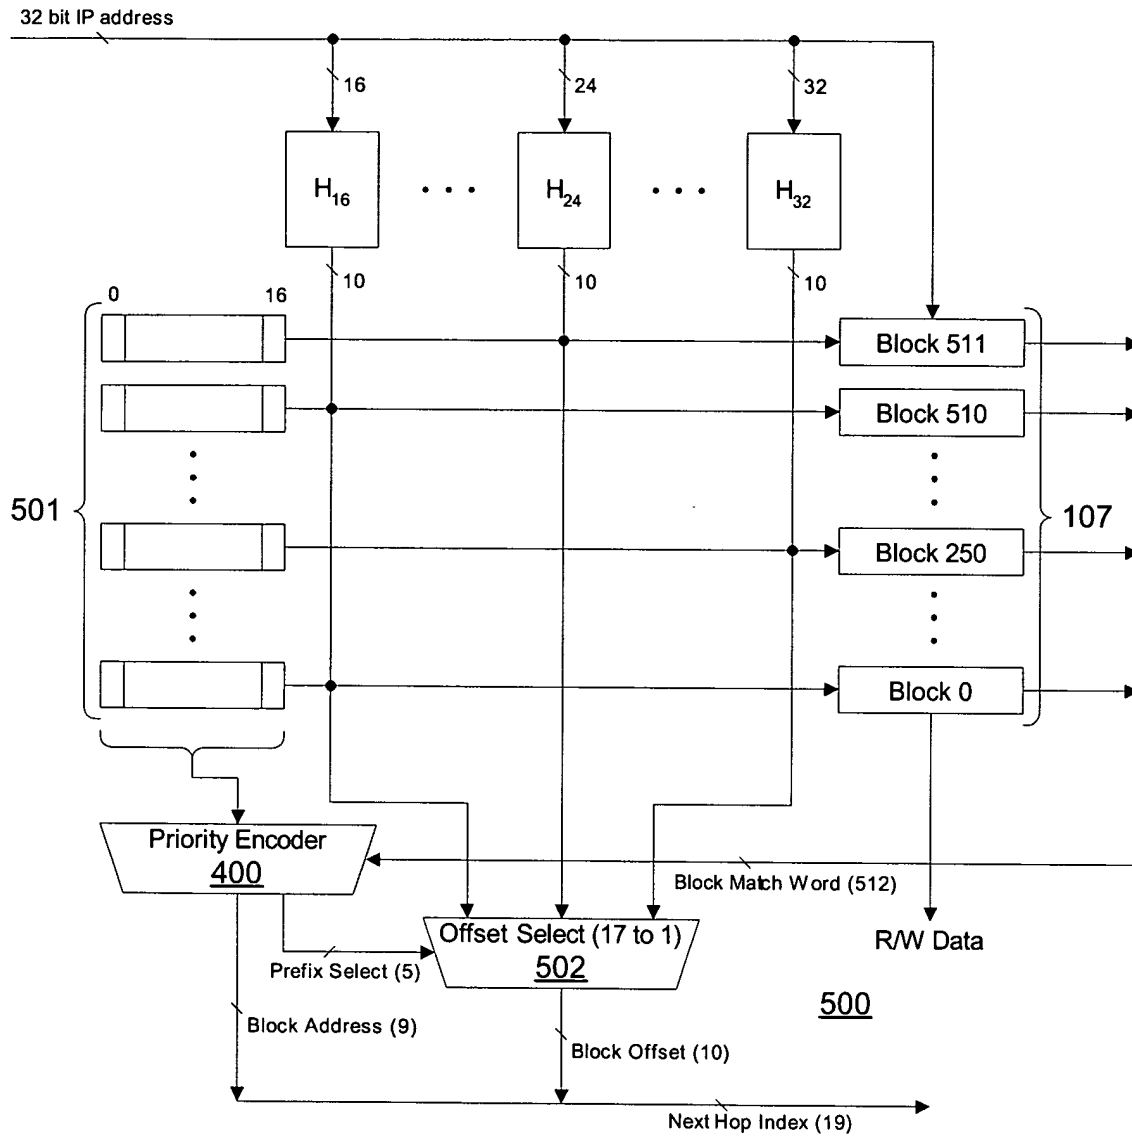 32 bit IP address
16
24
32
H16
H24
H32
10
10
10
0
16
Block 511
Block 510
501
107
Block 250
Block 0
Priority Encoder
400
Block Match Word (512)
Offset Select (17 to 1)
502
R/W Data
Prefix Select (5)
500
Block Address (9)
Block Offset (10)
Next Hop Index (19)